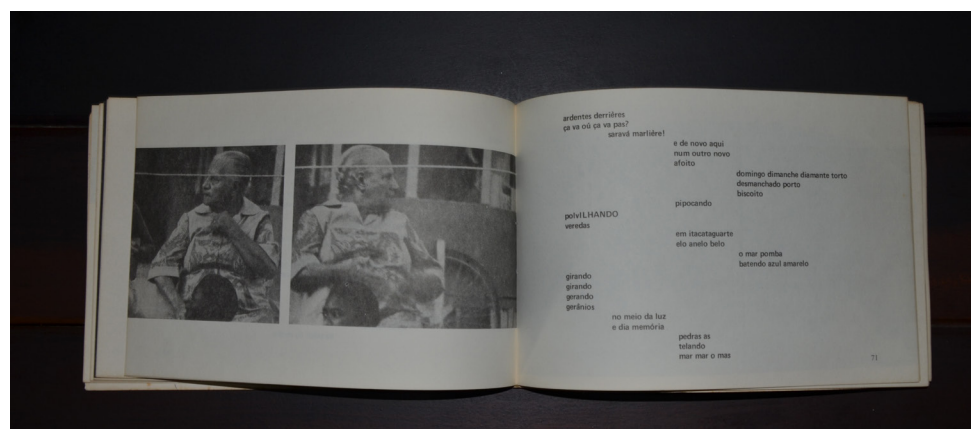 ardentes derrières
ça va où ça va pas?
saravá marlière!
e de novo aqui
num outro novo
afoito
domingo dimanche diamante torto
desmanchado porto
biscoito
pipocando
polvILHANDO
veredas
em itacetaguarte
elo anelo belo
o mar pomba
batendo azul amarelo
girando
girando
gerando
gerânios
no meio da luz
e dia memória
pedras as
telando
mar mar o mas
71